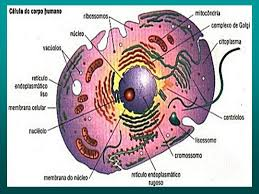 Célula do corpo humano
ribossomos
mitocôndria
complexo de Golgi
citoplasma
núcleo
vacúolos
retículo
endoplasmático
liso
membrana celular
nucléolo
centríolos
lisossomo
cromossomo
membrana do núcleo
retículo endoplasmático
rugoso